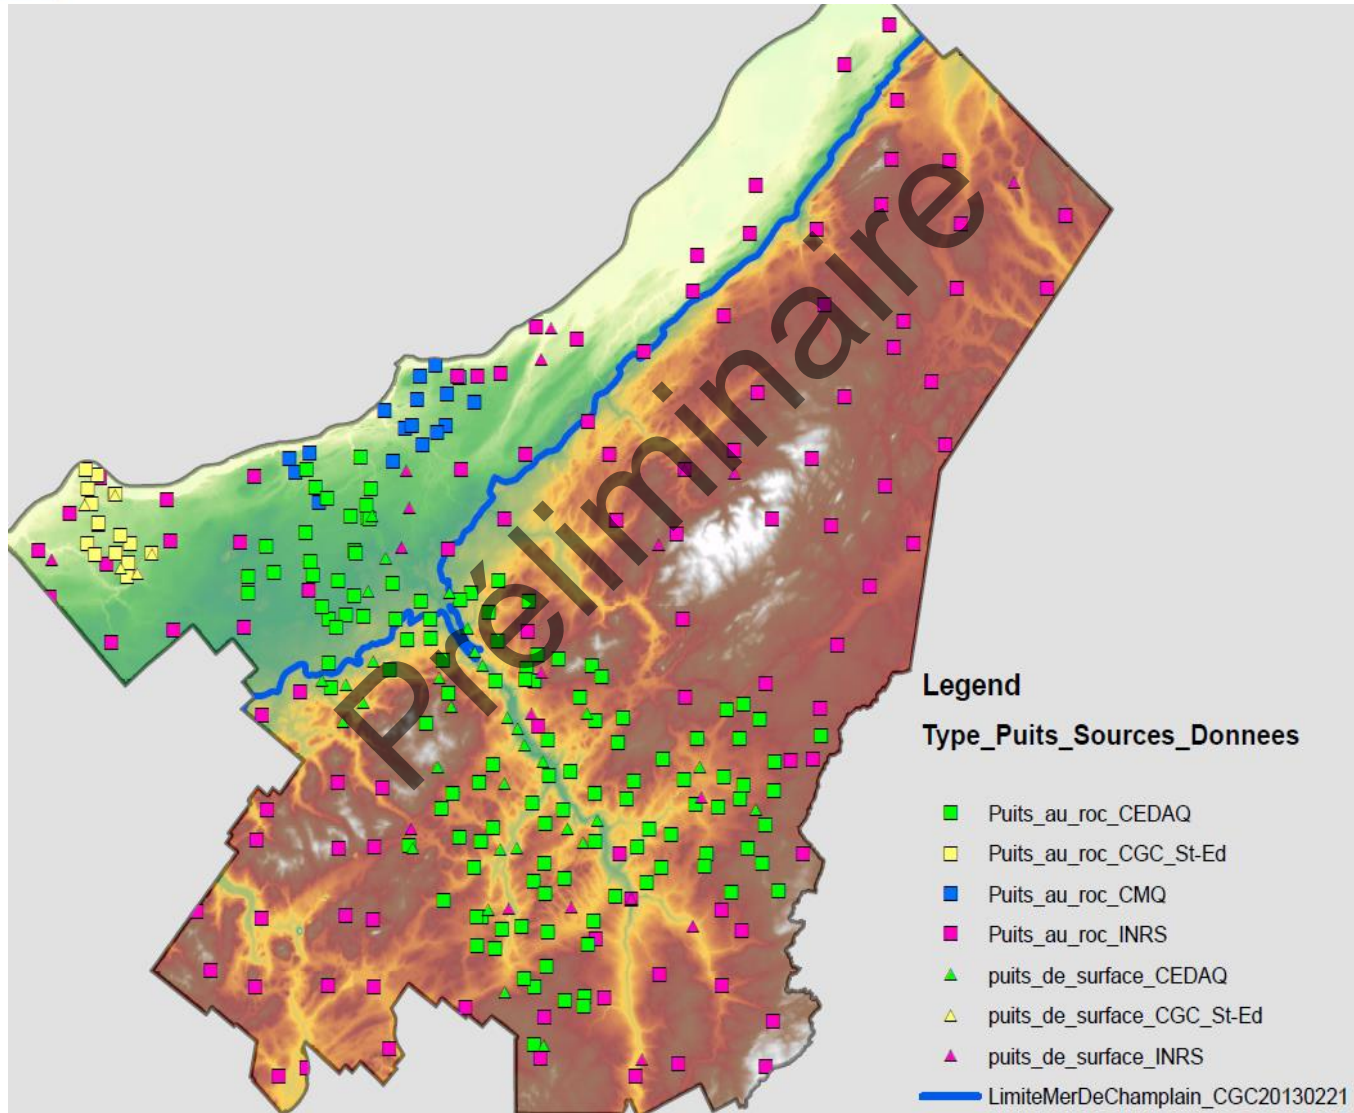 Préliminaire
Legend
Type_Puits_Sources_Donnees
Puits_au_roc_CEDAQ
Puits_au_roc_CGC_St-Ed
Puits_au_roc_CMQ
Puits_au_roc_INRS
puits_de_surface_CEDAQ
puits_de_surface_CGC_St-Ed
puits_de_surface_INRS
LimiteMerDeChamplain_CGC20130221